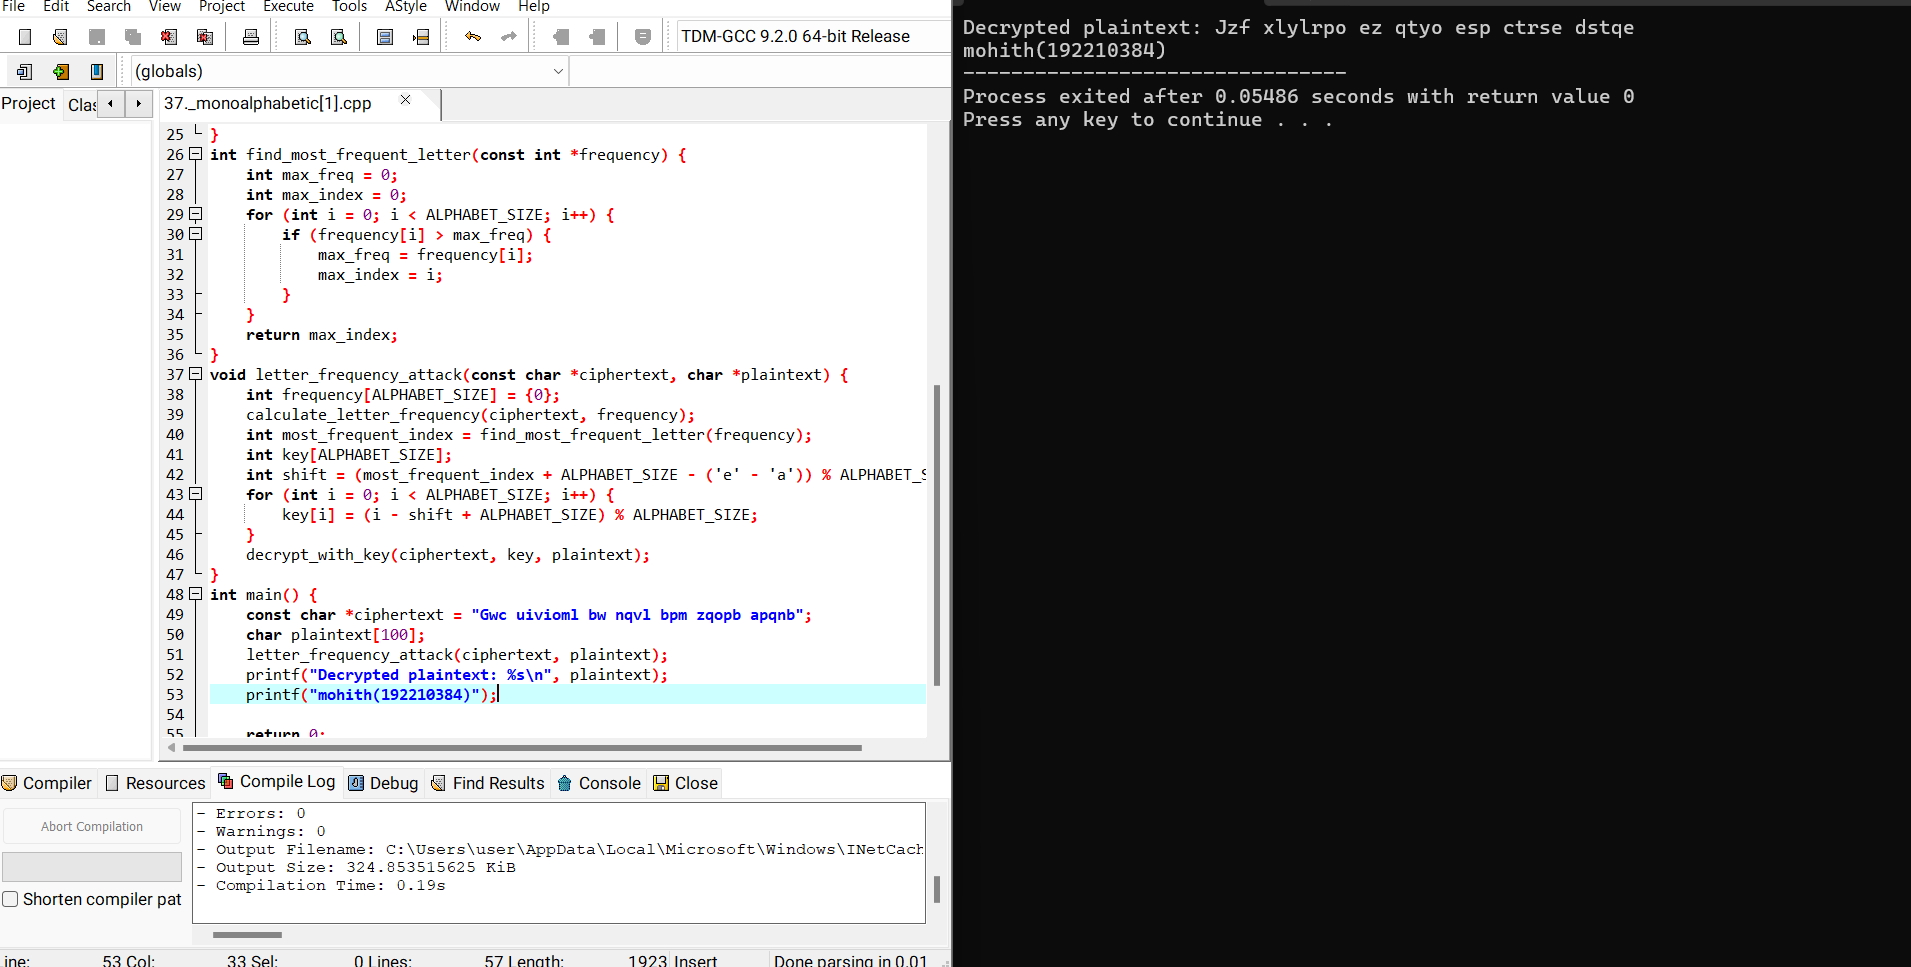 File Edit Search View Project Execute Tools AStyle Window Help
TDM-GCC 9.2.0 64-bit Release
(globals)
Project Clas
37._monoalphabetic[1].cpp
25 }
26 int find_most_frequent_letter(const int *frequency) {
27 int max_freq = 0;
28 int max_index = 0;
29 for (int i = 0; i < ALPHABET_SIZE; i++) {
30 if (frequency[i] > max_freq) {
31 max_freq = frequency[i];
32 max_index = i;
33 }
34 }
35 return max_index;
36 }
37 void letter_frequency_attack(const char *ciphertext, char *plaintext) {
38 int frequency[ALPHABET_SIZE] = {0};
39 calculate_letter_frequency(ciphertext, frequency);
40 int most_frequent_index = find_most_frequent_letter(frequency);
41 int key[ALPHABET_SIZE];
42 int shift = (most_frequent_index + ALPHABET_SIZE - ('e' - 'a')) % ALPHABET_S
43 for (int i = 0; i < ALPHABET_SIZE; i++) {
44 key[i] = (i - shift + ALPHABET_SIZE) % ALPHABET_SIZE;
45 }
46 decrypt_with_key(ciphertext, key, plaintext);
47 }
48 int main() {
49 const char *ciphertext = "Gwc uivioml bw nqvl bpm zqopb apqnb";
50 char plaintext[100];
51 letter_frequency_attack(ciphertext, plaintext);
52 printf("Decrypted plaintext: %s\n", plaintext);
53 printf("mohith(192210384)");
54
55 return 0;
Compiler Resources Compile Log Debug Find Results Console Close
Abort Compilation
Shorten compiler pat
- Errors: 0
- Warnings: 0
- Output Filename: C:\Users\user\AppData\Local\Microsoft\Windows\INetCach
- Output Size: 324.853515625 KiB
- Compilation Time: 0.19s
ine: 53 Col: 33 Sel: 0 Lines: 57 Length: 1923 Insert Done parsing in 0.01
Decrypted plaintext: Jzf xlylrpo ez qtyo esp ctrse dstqe
mohith(192210384)
--------------------------------
Process exited after 0.05486 seconds with return value 0
Press any key to continue . . .